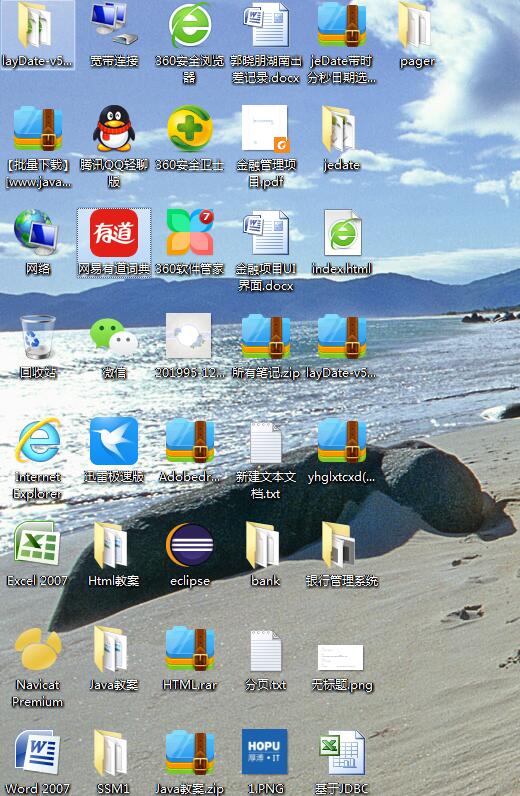 layDate-v5...
宽带连接
360安全浏览
器
郭晓朋湖南出
差记录.docx
jeDate带时
分秒日期选...
pager
【批量下载】
[www.java...
腾讯QQ轻聊
版
360安全卫士
金融管理项
目.pdf
jedate
网络
有道
网易有道词典
7
360软件管家
金融项目UI
界面.docx
index.html
回收站
微信
201995-12...
所有笔记.zip
layDate-v5...
Internet
Explorer
迅雷极速版
Adobedr...
新建文本文
档.txt
yhglxtcxd(...
Excel 2007
Html教案
eclipse
bank
银行管理系统
Navicat
Premium
Java教案
HTML.rar
分页.txt
无标题.png
Word 2007
SSM1
Java教案.zip
HOPU
厚溥·IT
1.PNG
基于JDBC